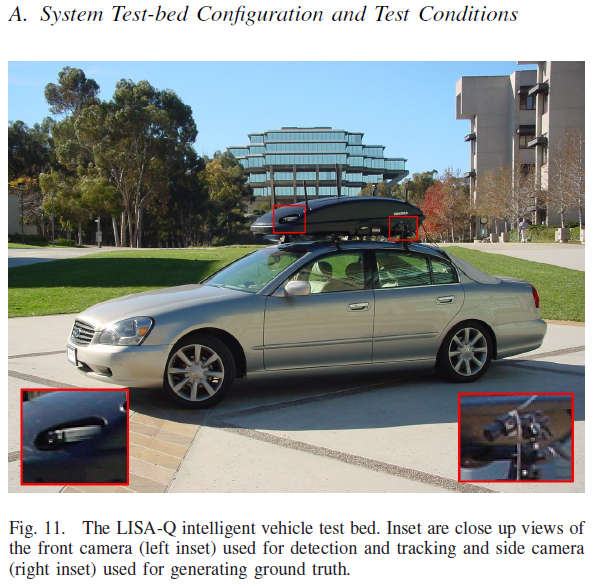 A. System Test-bed Configuration and Test Conditions
Fig. 11. The LISA-Q intelligent vehicle test bed. Inset are close up views of
the front camera (left inset) used for detection and tracking and side camera
(right inset) used for generating ground truth.